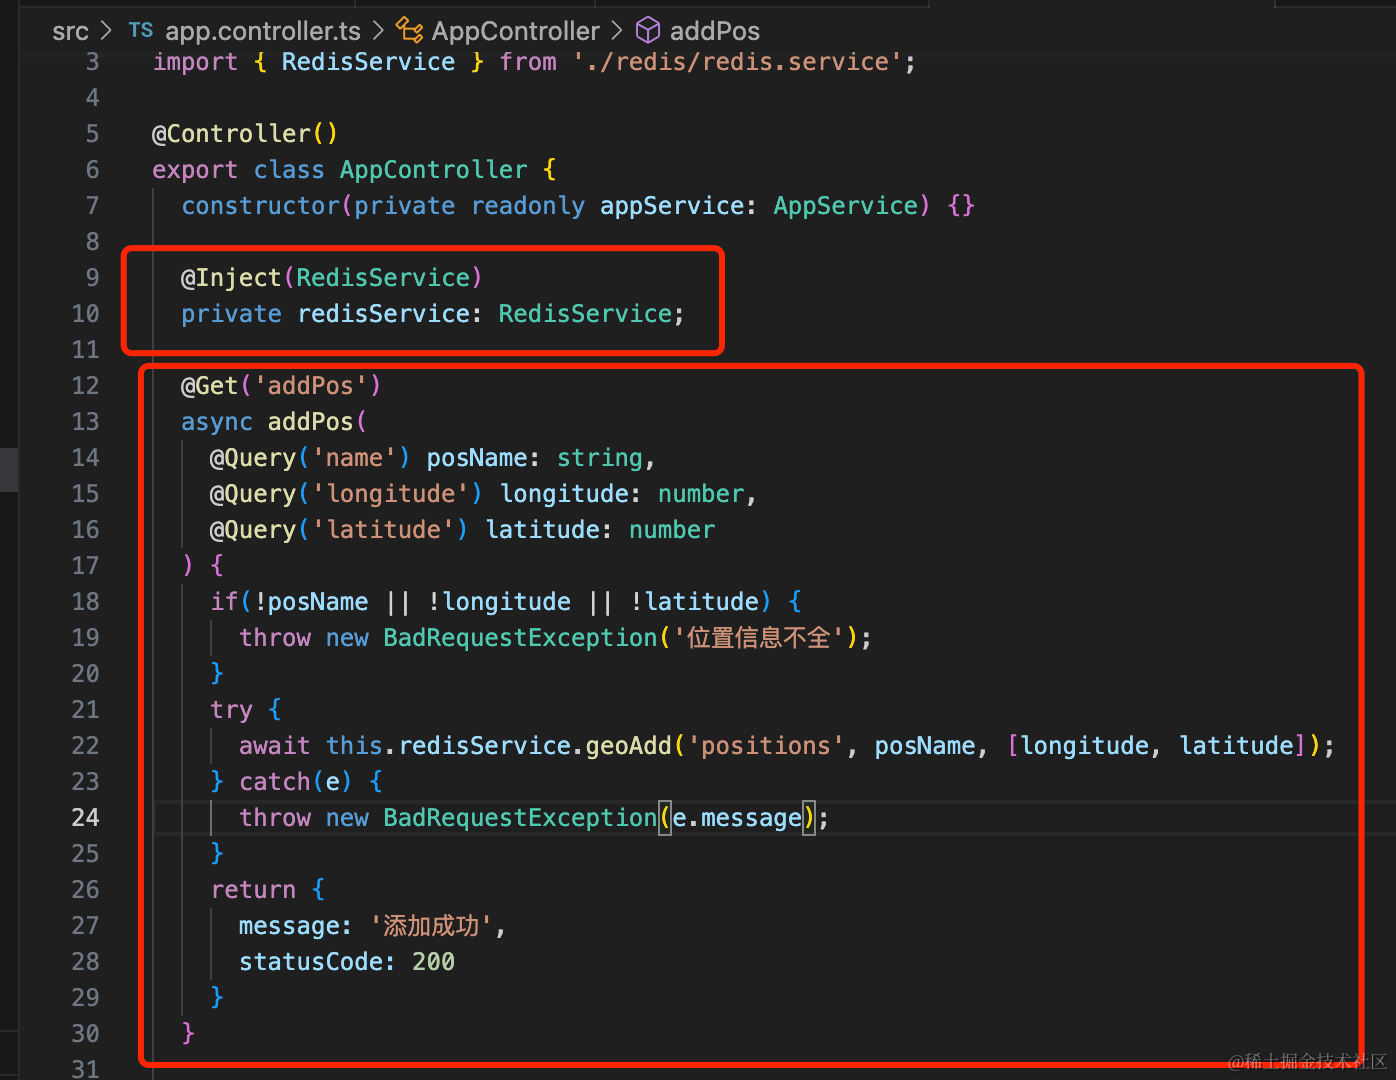 src > TS app.controller.ts > AppController > addPos
3 import { RedisService } from './redis/redis.service';
4
5 @Controller()
6 export class AppController {
7 constructor(private readonly appService: AppService) {}
8
9 @Inject(RedisService)
10 private redisService: RedisService;
11
12 @Get('addPos')
13 async addPos(
14 @Query('name') posName: string,
15 @Query('longitude') longitude: number,
16 @Query('latitude') latitude: number
17 ) {
18 if(!posName || !longitude || !latitude) {
19 throw new BadRequestException('位置信息不全');
20 }
21 try {
22 await this.redisService.geoAdd('positions', posName, [longitude, latitude]);
23 } catch(e) {
24 throw new BadRequestException(e.message);
25 }
26 return {
27 message: '添加成功',
28 statusCode: 200
29 }
30 }
31
@稀土掘金技术社区